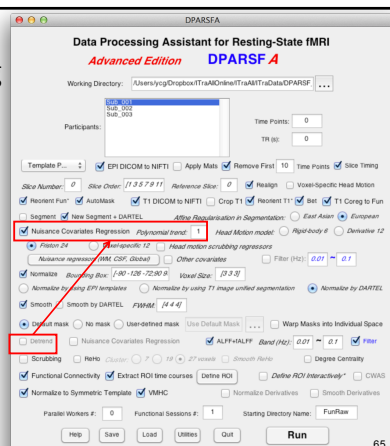 DPARSFA
Data Processing Assistant for Resting-State fMRI
Advanced Edition DPARSF A
Working Directory: /Users/ycg/Dropbox/ITraAllOnline/ITraAll/ITraData/DPARSF, ...
Sub_001
Sub_002
Sub_003
Participants:
Time Points: 0
TR (s): 0
Template P... EPI DICOM to NIFTI Apply Mats Remove First 10 Time Points Slice Timing
Slice Number: 0 Slice Order: [1 3 5 7 9 11 Reference Slice: 0 Realign Voxel-Specific Head Motion
Reorient Fun* AutoMask T1 DICOM to NIFTI Crop T1 Reorient T1* Bet T1 Coreg to Fun
Segment New Segment + DARTEL Affine Regularisation in Segmentation: East Asian European
Nuisance Covariates Regression Polynomial trend: 1 Head Motion model: Rigid-body 6 Derivative 12
Friston 24 Voxel-specific 12 Head motion scrubbing regressors
Nuisance regressors (WM, CSF, Global) Other covariates Filter (Hz): 0.01 ~ 0.1
Normalize Bounding Box: [-90 -126 -72;90 9 Voxel Size: [3 3 3]
Normalize by using EPI templates Normalize by using T1 image unified segmentation Normalize by DARTEL
Smooth Smooth by DARTEL FWHM: [4 4 4]
Default mask No mask User-defined mask Use Default Mask ... Warp Masks into Individual Space
Detrend Nuisance Covariates Regression ALFF+fALFF Band (Hz): 0.01 ~ 0.1 Filter
Scrubbing ReHo Cluster: 7 19 27 voxels Smooth ReHo Degree Centrality
Functional Connectivity Extract ROI time courses Define ROI Define ROI Interactively* CWAS
Normalize to Symmetric Template VMHC Normalize Derivatives Smooth Derivatives
Parallel Workers #: 0 Functional Sessions #: 1 Starting Directory Name: FunRaw
Help Save Load Utilities Quit Run
65